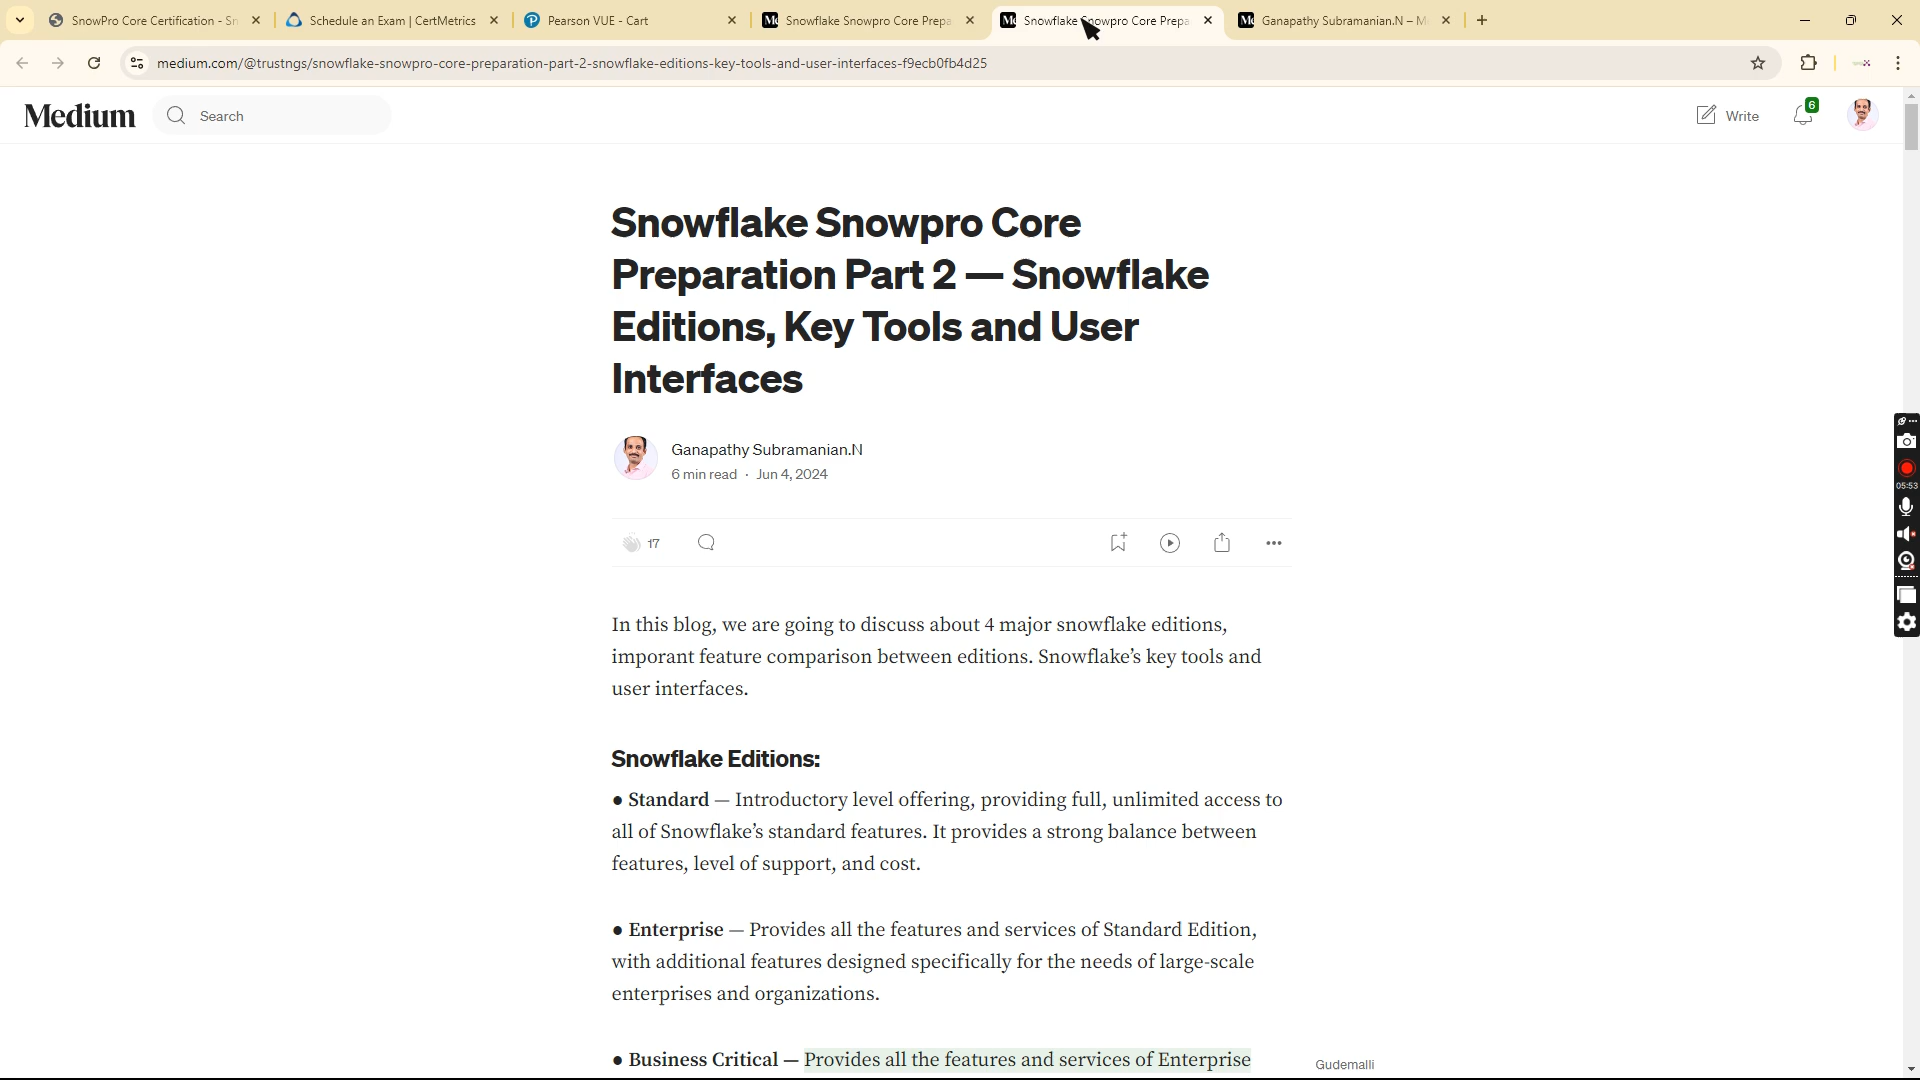 SnowPro Core Certification - Sn
Schedule an Exam | CertMetrics
Pearson VUE - Cart
Snowflake Snowpro Core Prepa
Snowflake Snowpro Core Prepa
Ganapathy Subramanian.N – M
medium.com/@trustngs/snowflake-snowpro-core-preparation-part-2-snowflake-editions-key-tools-and-user-interfaces-f9ecb0fb4d25
Medium
Search
Write
6
Snowflake Snowpro Core
Preparation Part 2 — Snowflake
Editions, Key Tools and User
Interfaces
Ganapathy Subramanian.N
6 min read · Jun 4, 2024
17
05:53
In this blog, we are going to discuss about 4 major snowflake editions,
imporant feature comparison between editions. Snowflake’s key tools and
user interfaces.
Snowflake Editions:
● Standard — Introductory level offering, providing full, unlimited access to
all of Snowflake’s standard features. It provides a strong balance between
features, level of support, and cost.
● Enterprise — Provides all the features and services of Standard Edition,
with additional features designed specifically for the needs of large-scale
enterprises and organizations.
● Business Critical — Provides all the features and services of Enterprise
Gudemalli